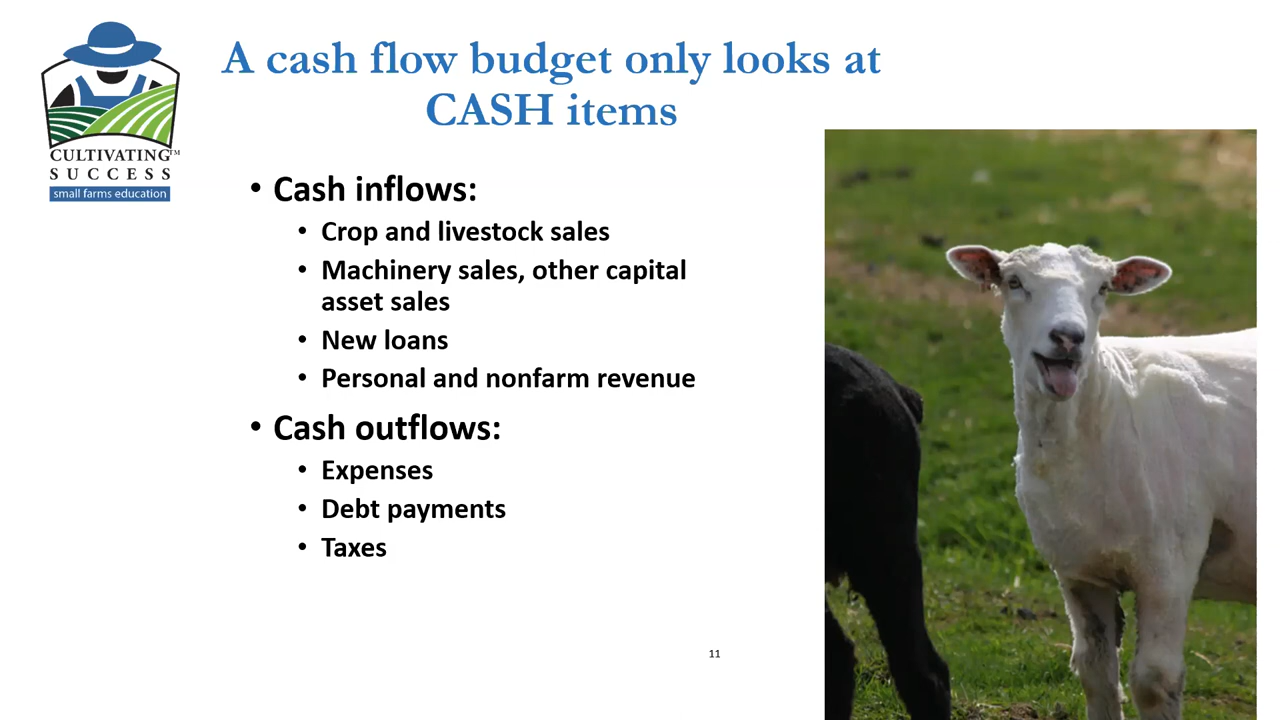 A cash flow budget only looks at
CASH items
CULTIVATING™
SUCCESS
small farms education
• Cash inflows:
• Crop and livestock sales
• Machinery sales, other capital
asset sales
• New loans
• Personal and nonfarm revenue
• Cash outflows:
• Expenses
• Debt payments
• Taxes
11